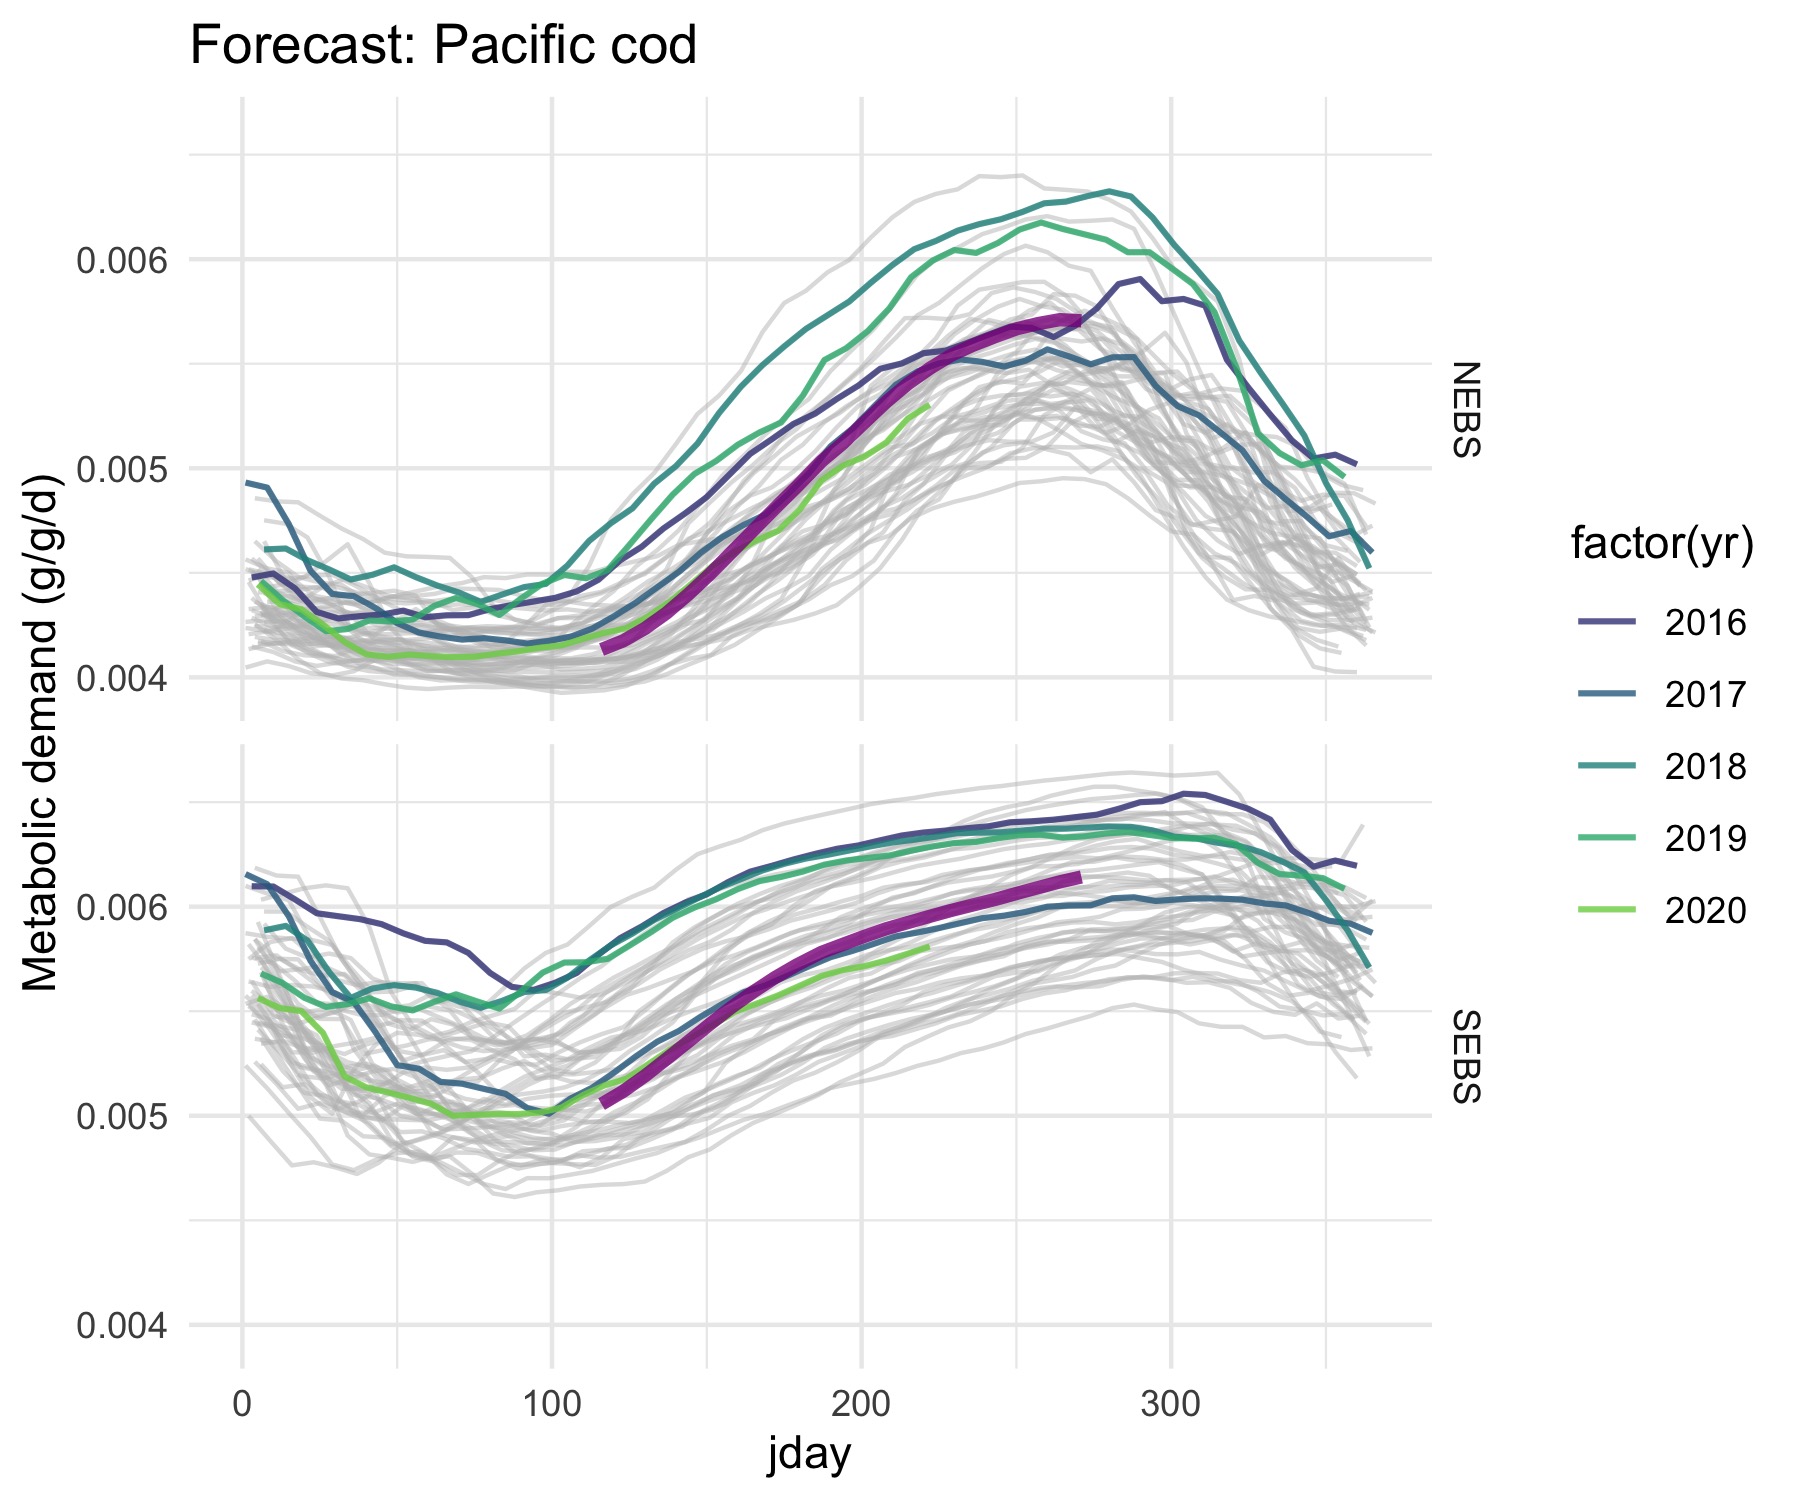 Forecast: Pacific cod
Metabolic demand (g/g/d)
0.006
0.005
0.004
NEBS
0.006
0.005
0.004
SEBS
0
100
200
300
jday
factor(yr)
2016
2017
2018
2019
2020